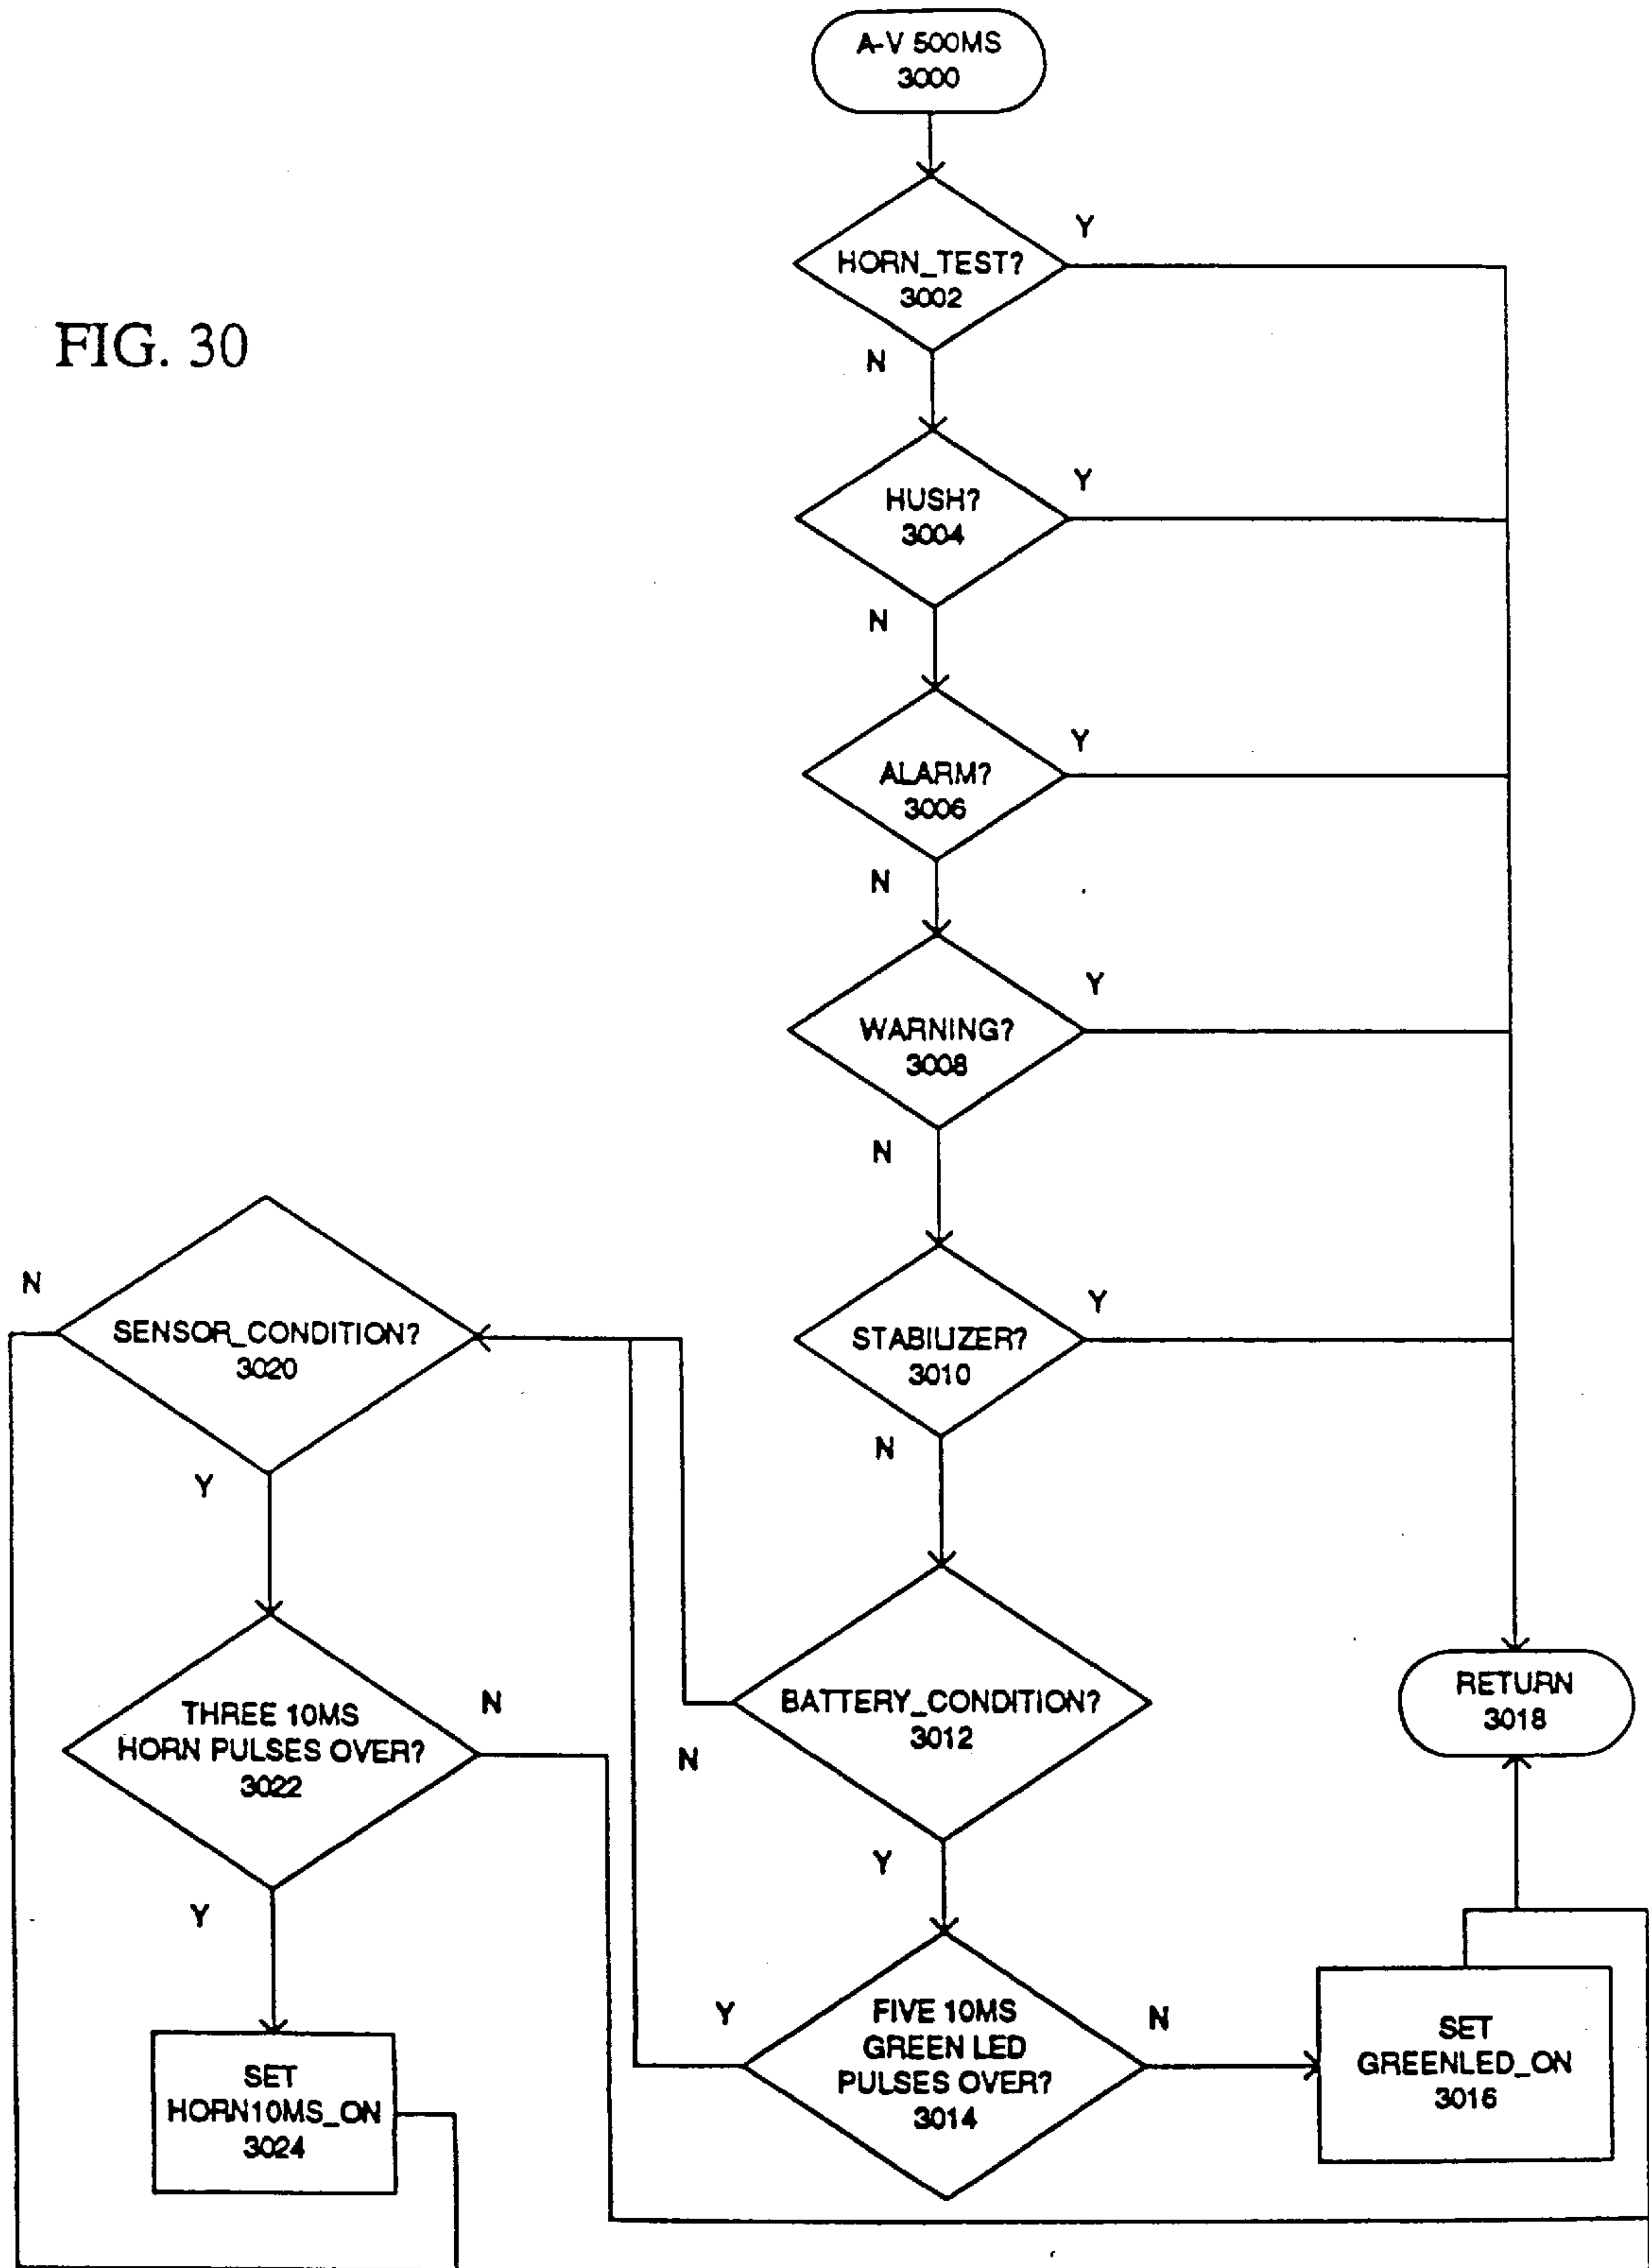 A-V 500MS
3000
Y
HORN_TEST?
3002
FIG. 30
N
Y
HUSH?
3004
N
Y
ALARM?
3006
N
Y
WARNING?
3008
N
N
Y
SENSOR_CONDITION?
3020
STABILIZER?
3010
Y
N
THREE 10MS
HORN PULSES OVER?
3022
N
BATTERY_CONDITION?
3012
N
RETURN
3018
Y
Y
Y
FIVE 10MS
GREEN LED
PULSES OVER?
3014
N
SET
GREENLED_ON
3016
SET
HORN10MS_ON
3024